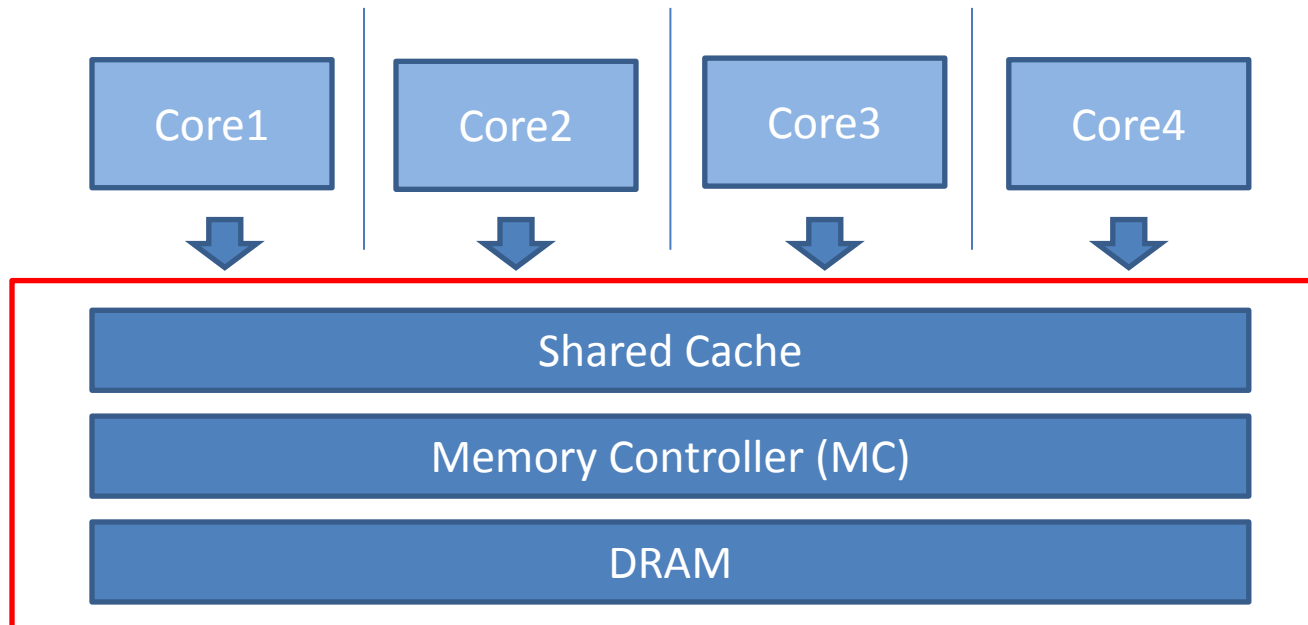 Core1
Core2
Core3
Core4
Shared Cache
Memory Controller (MC)
DRAM